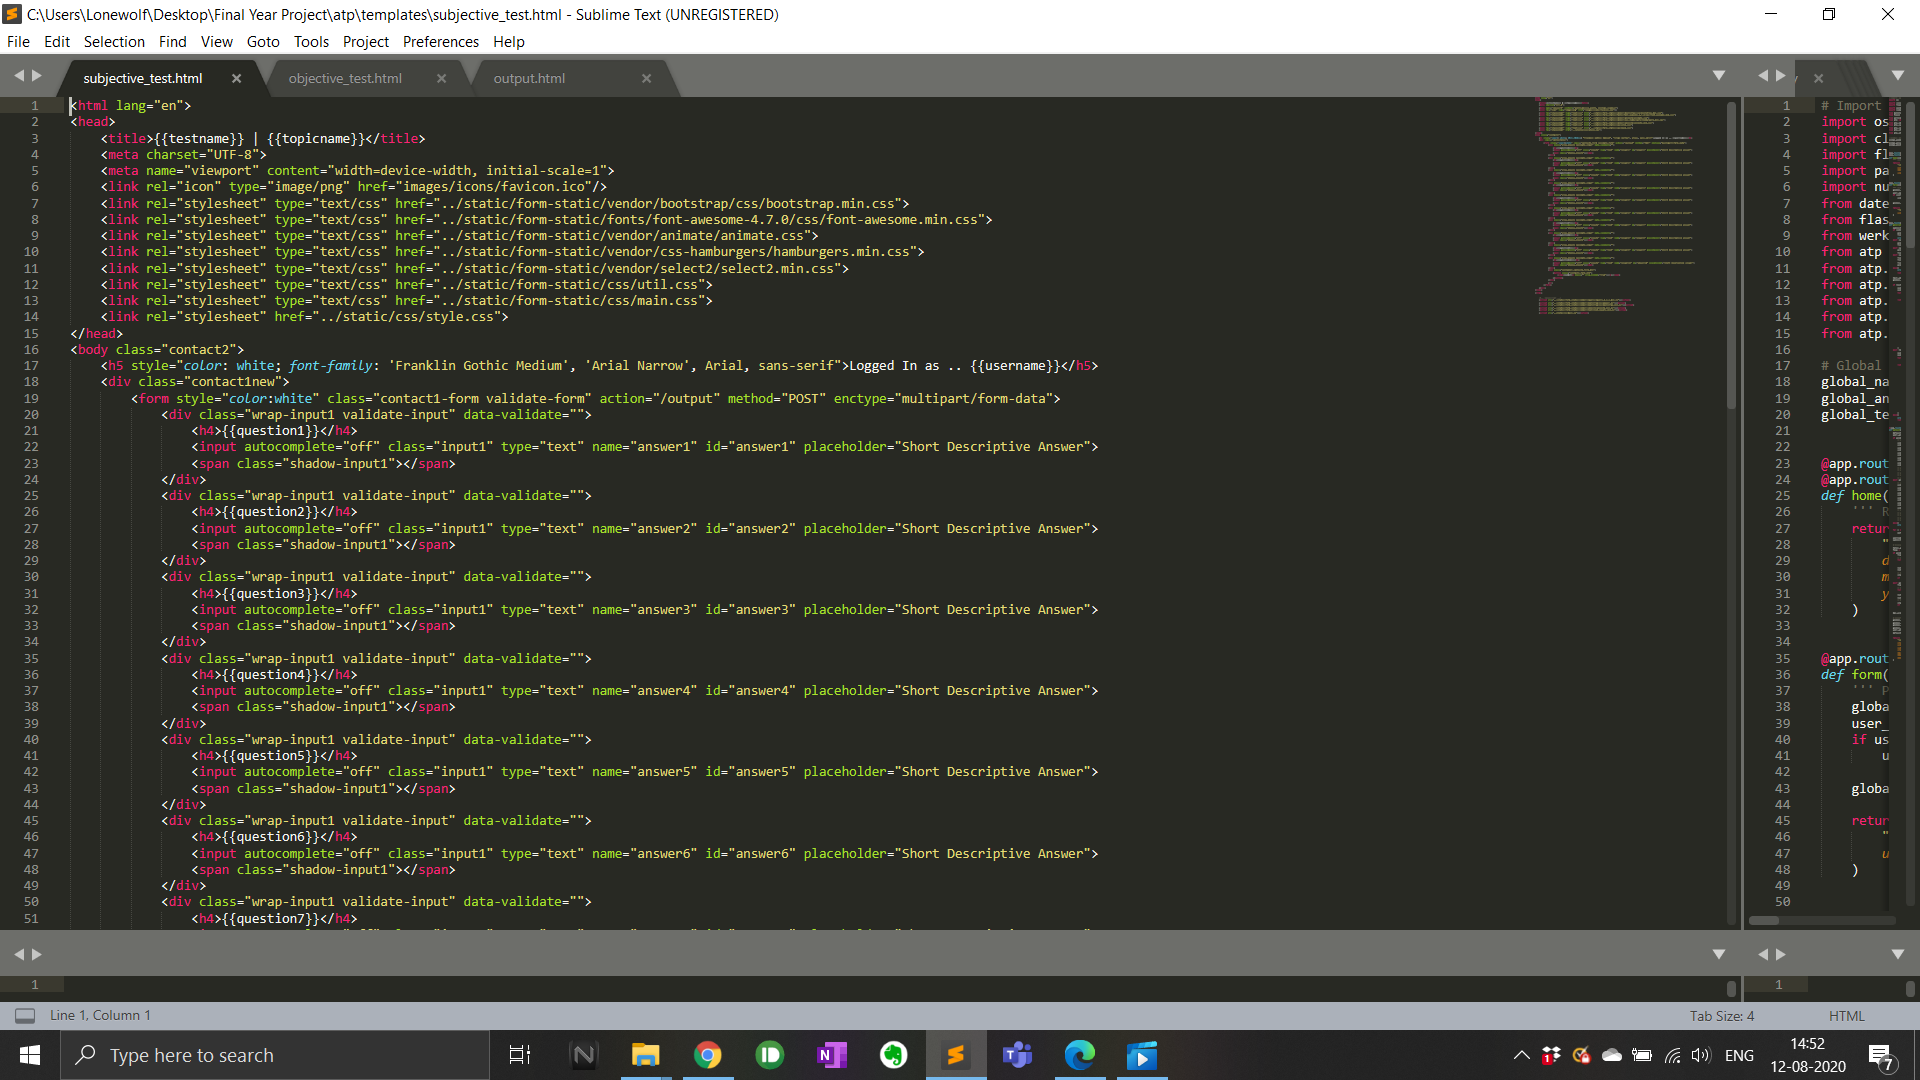 C:\Users\Lonewolf\Desktop\Final Year Project\atp\templates\subjective_test.html - Sublime Text (UNREGISTERED)
File Edit Selection Find View Goto Tools Project Preferences Help
subjective_test.html
objective_test.html
output.html
1 <html lang="en">
2 <head>
3 <title>{{testname}} | {{topicname}}</title>
4 <meta charset="UTF-8">
5 <meta name="viewport" content="width=device-width, initial-scale=1">
6 <link rel="icon" type="image/png" href="images/icons/favicon.ico"/>
7 <link rel="stylesheet" type="text/css" href="../static/form-static/vendor/bootstrap/css/bootstrap.min.css">
8 <link rel="stylesheet" type="text/css" href="../static/form-static/fonts/font-awesome-4.7.0/css/font-awesome.min.css">
9 <link rel="stylesheet" type="text/css" href="../static/form-static/vendor/animate/animate.css">
10 <link rel="stylesheet" type="text/css" href="../static/form-static/vendor/css-hamburgers/hamburgers.min.css">
11 <link rel="stylesheet" type="text/css" href="../static/form-static/vendor/select2/select2.min.css">
12 <link rel="stylesheet" type="text/css" href="../static/form-static/css/util.css">
13 <link rel="stylesheet" type="text/css" href="../static/form-static/css/main.css">
14 <link rel="stylesheet" href="../static/css/style.css">
15 </head>
16 <body class="contact2">
17 <h5 style="color: white; font-family: 'Franklin Gothic Medium', 'Arial Narrow', Arial, sans-serif">Logged In as .. {{username}}</h5>
18 <div class="contact1new">
19 <form style="color:white" class="contact1-form validate-form" action="/output" method="POST" enctype="multipart/form-data">
20 <div class="wrap-input1 validate-input" data-validate="">
21 <h4>{{question1}}</h4>
22 <input autocomplete="off" class="input1" type="text" name="answer1" id="answer1" placeholder="Short Descriptive Answer">
23 <span class="shadow-input1"></span>
24 </div>
25 <div class="wrap-input1 validate-input" data-validate="">
26 <h4>{{question2}}</h4>
27 <input autocomplete="off" class="input1" type="text" name="answer2" id="answer2" placeholder="Short Descriptive Answer">
28 <span class="shadow-input1"></span>
29 </div>
30 <div class="wrap-input1 validate-input" data-validate="">
31 <h4>{{question3}}</h4>
32 <input autocomplete="off" class="input1" type="text" name="answer3" id="answer3" placeholder="Short Descriptive Answer">
33 <span class="shadow-input1"></span>
34 </div>
35 <div class="wrap-input1 validate-input" data-validate="">
36 <h4>{{question4}}</h4>
37 <input autocomplete="off" class="input1" type="text" name="answer4" id="answer4" placeholder="Short Descriptive Answer">
38 <span class="shadow-input1"></span>
39 </div>
40 <div class="wrap-input1 validate-input" data-validate="">
41 <h4>{{question5}}</h4>
42 <input autocomplete="off" class="input1" type="text" name="answer5" id="answer5" placeholder="Short Descriptive Answer">
43 <span class="shadow-input1"></span>
44 </div>
45 <div class="wrap-input1 validate-input" data-validate="">
46 <h4>{{question6}}</h4>
47 <input autocomplete="off" class="input1" type="text" name="answer6" id="answer6" placeholder="Short Descriptive Answer">
48 <span class="shadow-input1"></span>
49 </div>
50 <div class="wrap-input1 validate-input" data-validate="">
51 <h4>{{question7}}</h4>
1 # Import
2 import os
3 import cl
4 import fl
5 import pa
6 import nu
7 from date
8 from flas
9 from werk
10 from atp
11 from atp.
12 from atp.
13 from atp.
14 from atp.
15 from atp.
16
17 # Global
18 global_na
19 global_an
20 global_te
21
22
23 @app.rout
24 @app.rout
25 def home(
26 ''' R
27 retur
28 "
29 d
30 m
31 y
32 )
33
34
35 @app.rout
36 def form(
37 ''' P
38 globa
39 user_
40 if us
41 u
42
43 globa
44
45 retur
46 "
47 u
48 )
49
50
1
1
Line 1, Column 1
Tab Size: 4
HTML
Type here to search
N
1
ENG
14:52
12-08-2020
7